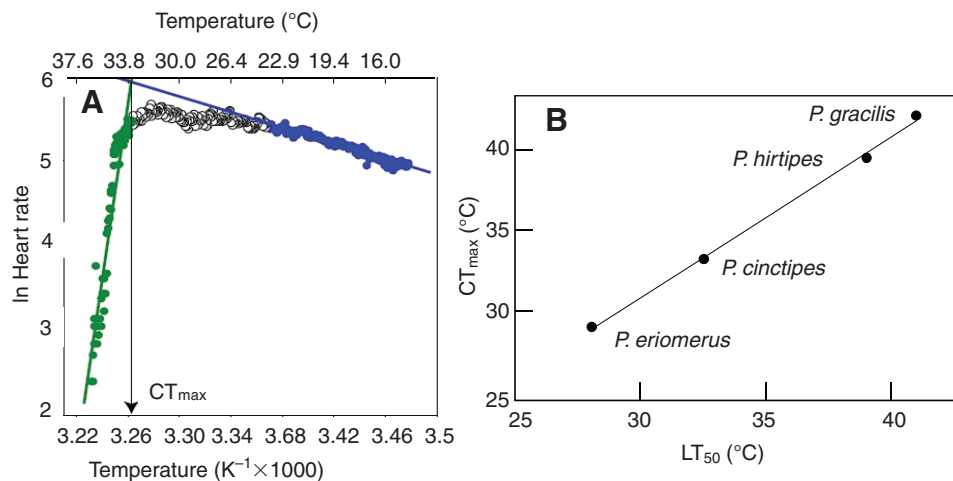 Temperature (°C)
37.6 33.8 30.0 26.4 22.9 19.4 16.0
A
6
5
4
3
2
ln Heart rate
CTmax
3.22 3.26 3.30 3.34 3.68 3.42 3.46 3.5
Temperature (K–1×1000)
B
P. gracilis
P. hirtipes
P. cinctipes
P. eriomerus
40
35
30
25
CTmax (°C)
25 30 35 40
LT50 (°C)